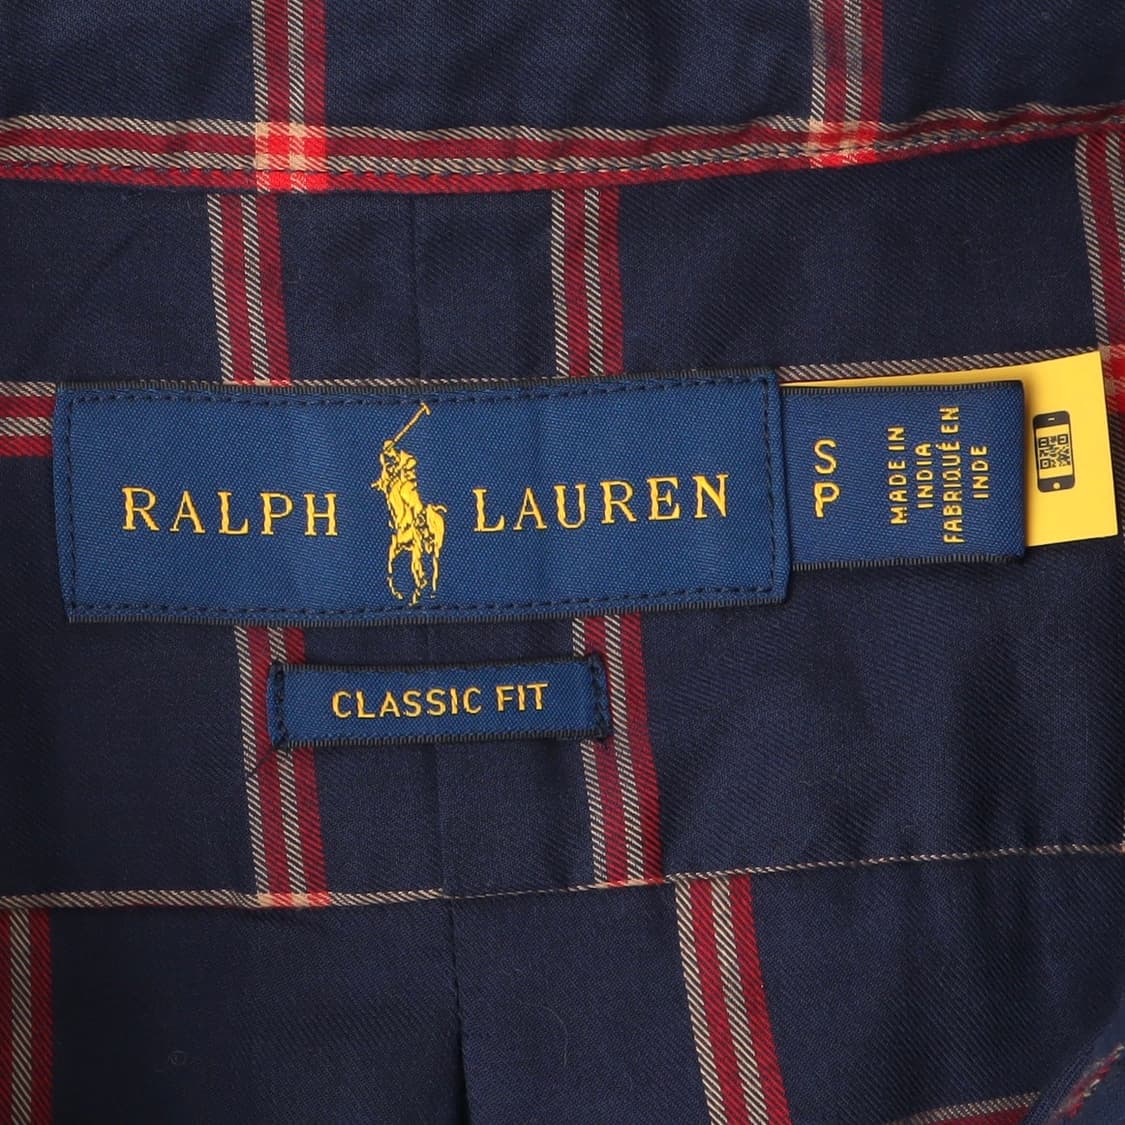 RALPH LAUREN
S
P
MADE IN
INDIA
FABRIQUÉ EN
INDE
CLASSIC FIT